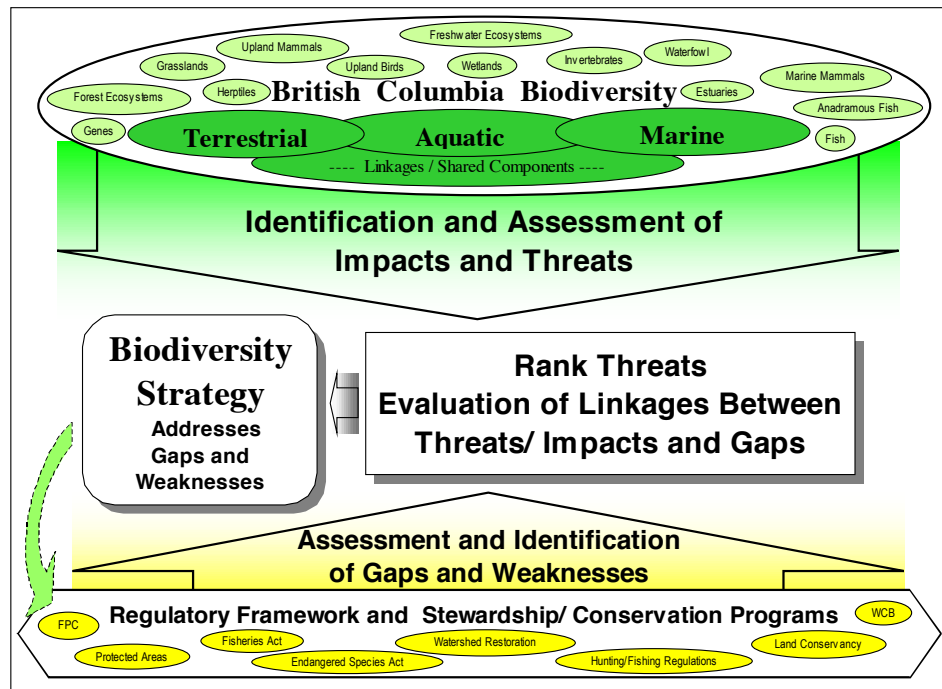 Freshwater Ecosystems
Upland Mammals
Waterfowl
Grasslands
Upland Birds
Wetlands
Invertebrates
Marine Mammals
Forest Ecosystems
Herptiles
British Columbia Biodiversity
Estuaries
Anadramous Fish
Genes
Terrestrial
Aquatic
Marine
Fish
---- Linkages / Shared Components ----
Identification and Assessment of
Impacts and Threats
Biodiversity
Strategy
Addresses
Gaps and
Weaknesses
Rank Threats
Evaluation of Linkages Between
Threats/ Impacts and Gaps
Assessment and Identification
of Gaps and Weaknesses
Regulatory Framework and Stewardship/ Conservation Programs
FPC
WCB
Fisheries Act
Watershed Restoration
Land Conservancy
Protected Areas
Endangered Species Act
Hunting/Fishing Regulations